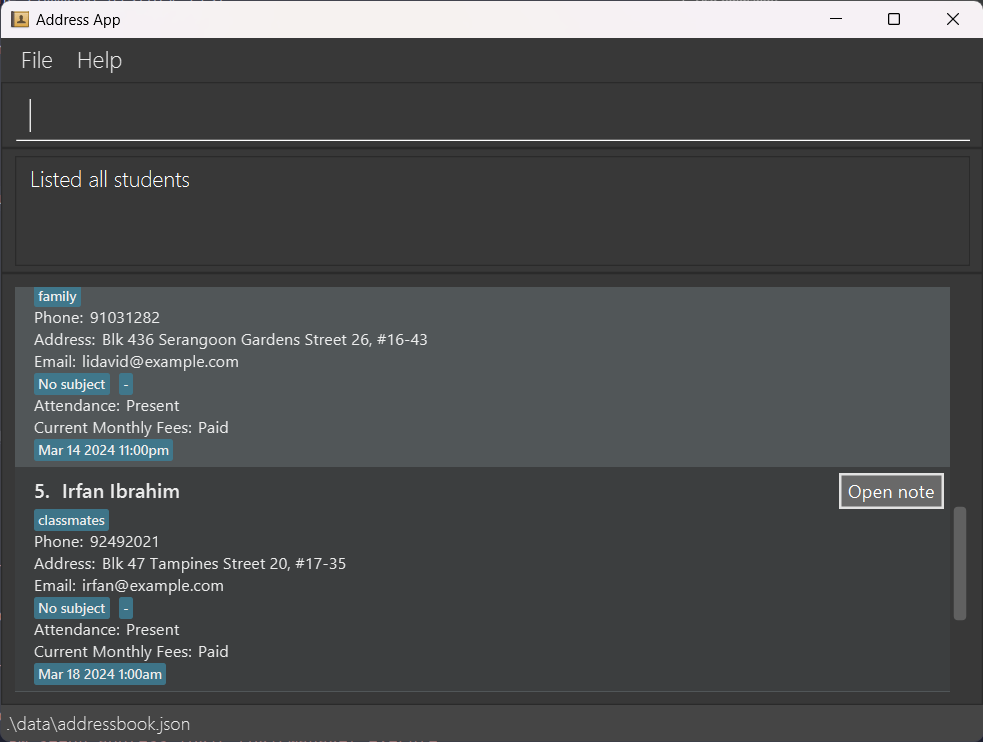 Address App
File Help
Listed all students
family
Phone: 91031282
Address: Blk 436 Serangoon Gardens Street 26, #16-43
Email: lidavid@example.com
No subject -
Attendance: Present
Current Monthly Fees: Paid
Mar 14 2024 11:00pm
5. Irfan Ibrahim
Open note
classmates
Phone: 92492021
Address: Blk 47 Tampines Street 20, #17-35
Email: irfan@example.com
No subject -
Attendance: Present
Current Monthly Fees: Paid
Mar 18 2024 1:00am
.\data\addressbook.json